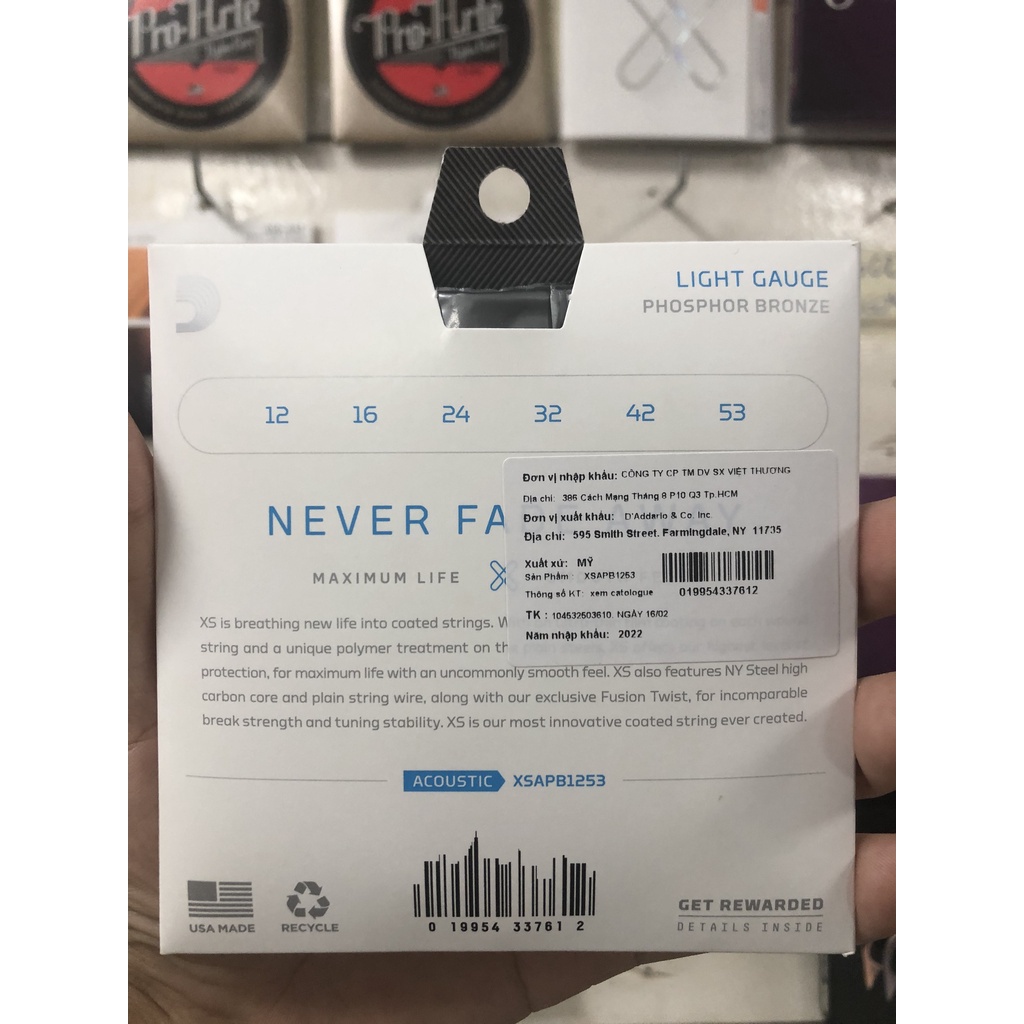 Pro·Arte
Pro·Arte
LIGHT GAUGE
PHOSPHOR BRONZE
12 16 24 32 42 53
NEVER FA
MAXIMUM LIFE
XS is breathing new life into coated strings. W
string and a unique polymer treatment on th
protection, for maximum life with an uncommonly smooth feel. XS also features NY Steel high
carbon core and plain string wire, along with our exclusive Fusion Twist, for incomparable
break strength and tuning stability. XS is our most innovative coated string ever created.
Đơn vị nhập khẩu: CÔNG TY CP TM DV SX VIỆT THƯƠNG
Địa chỉ: 386 Cách Mạng Tháng 8 P10 Q3 Tp.HCM
Đơn vị xuất khẩu: D'Addario & Co. Inc
Địa chỉ: 595 Smith Street. Farmingdale, NY 11735
Xuất xứ: MỸ
Sản Phẩm: XSAPB1253
Thông số KT: xem catologue
019954337612
TK : 104532503610. NGÀY 16/02
Năm nhập khẩu: 2022
ACOUSTIC XSAPB1253
USA MADE
RECYCLE
0 19954 33761 2
GET REWARDED
DETAILS INSIDE